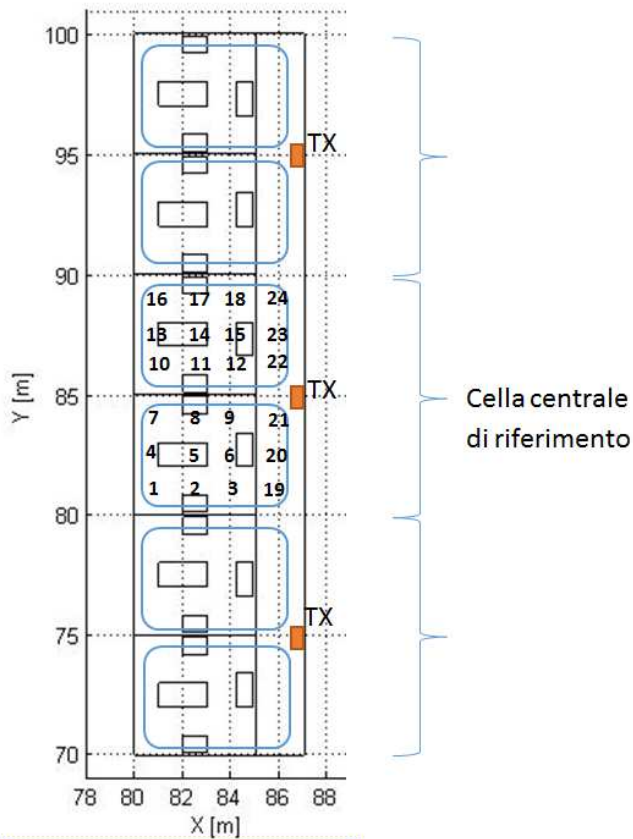 100
TX
95
90
16 17 18 24
13 14 15 23
10 11 12 22
TX
85
Y [m]
Cella centrale
di riferimento
7 8 9 21
4 5 6 20
1 2 3 19
80
TX
75
70
78 80 82 84 86 88
X [m]